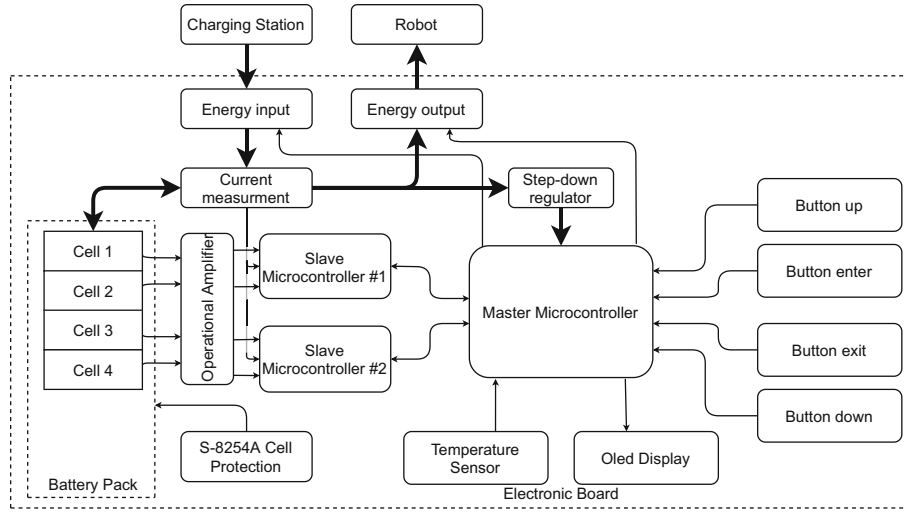 Charging Station
Robot
Energy input
Energy output
Current
measurment
Step-down
regulator
Button up
Cell 1
Cell 2
Cell 3
Cell 4
Operational Amplifier
Slave
Microcontroller #1
Master Microcontroller
Button enter
Slave
Microcontroller #2
Button exit
Button down
S-8254A Cell
Protection
Temperature
Sensor
Oled Display
Battery Pack
Electronic Board